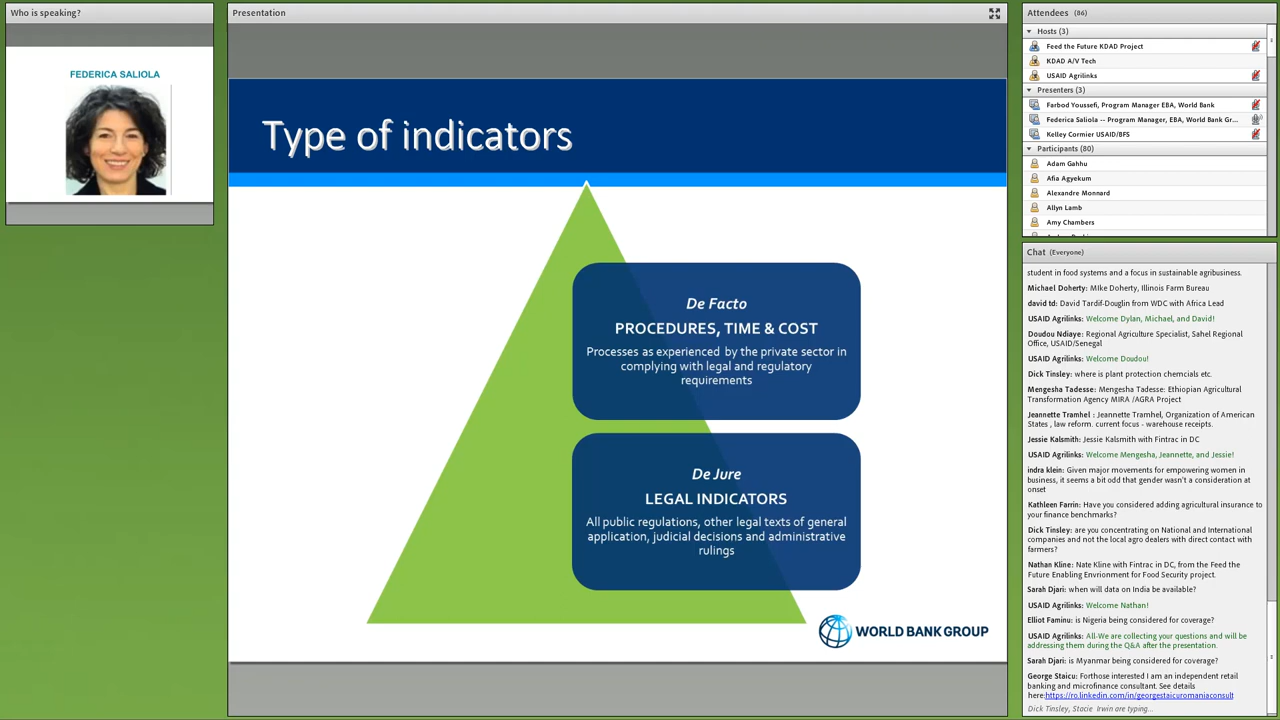 Who is speaking?
FEDERICA SALIOLA
Presentation
Type of indicators
De Facto
PROCEDURES, TIME & COST
Processes as experienced by the private sector in
complying with legal and regulatory
requirements
De Jure
LEGAL INDICATORS
All public regulations, other legal texts of general
application, judicial decisions and administrative
rulings
WORLD BANK GROUP
Attendees (86)
Hosts (3)
Feed the Future KDAD Project
KDAD A/V Tech
USAID Agrilinks
Presenters (3)
Farbod Youssefi, Program Manager EBA, World Bank
Federica Saliola -- Program Manager, EBA, World Bank Gr...
Kelley Cormier USAID/BFS
Participants (80)
Adam Gahhu
Afia Agyekum
Alexandre Monnard
Allyn Lamb
Amy Chambers
Chat (Everyone)
student in food systems and a focus in sustainable agribusiness.
Michael Doherty: MIke Doherty, Illinois Farm Bureau
david td: David Tardif-Douglin from WDC with Africa Lead
USAID Agrilinks: Welcome Dylan, Michael, and David!
Doudou Ndiaye: Regional Agriculture Specialist, Sahel Regional
Office, USAID/Senegal
USAID Agrilinks: Welcome Doudou!
Dick Tinsley: where is plant protection chemcials etc.
Mengesha Tadesse: Mengesha Tadesse: Ethiopian Agricultural
Transformation Agency MIRA /AGRA Project
Jeannette Tramhel : Jeannette Tramhel, Organization of American
States , law reform. current focus - warehouse receipts.
Jessie Kalsmith: Jessie Kalsmith with Fintrac in DC
USAID Agrilinks: Welcome Mengesha, Jeannette, and Jessie!
indra klein: Given major movements for empowering women in
business, it seems a bit odd that gender wasn't a consideration at
onset
Kathleen Farrin: Have you considered adding agricultural insurance to
your finance benchmarks?
Dick Tinsley: are you concentrating on National and International
companies and not the local agro dealers with direct contact with
farmers?
Nathan Kline: Nate Kline with Fintrac in DC, from the Feed the
Future Enabling Envrionment for Food Security project.
Sarah Djari: when will data on India be available?
USAID Agrilinks: Welcome Nathan!
Elliot Faminu: is Nigeria being considered for coverage?
USAID Agrilinks: All-We are collecting your questions and will be
addressing them during the Q&A after the presentation.
Sarah Djari: is Myanmar being considered for coverage?
George Staicu: Forthose interested I am an independent retail
banking and microfinance consultant. See details
here:https://ro.linkedin.com/in/georgestaicuromaniaconsult
Dick Tinsley, Stacie Irwin are typing...